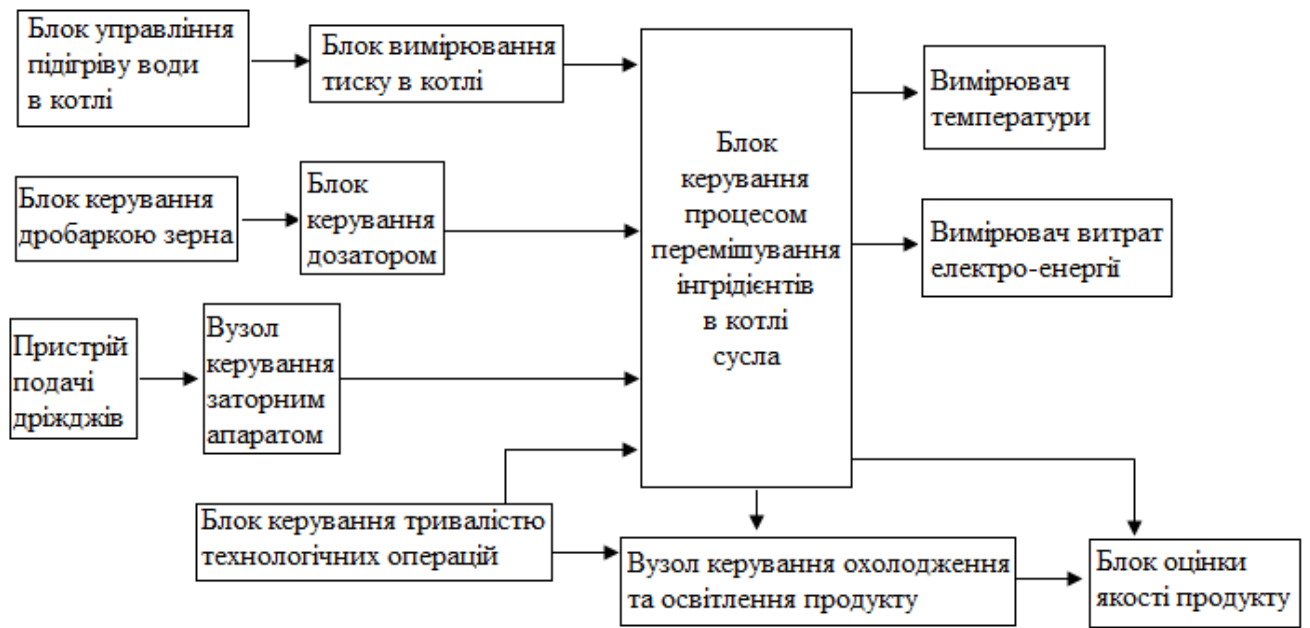 Блок управління
підігріву води
в котлі
Блок вимірювання
тиску в котлі
Блок
керування
процесом
перемішування
інгрідієнтів
в котлі
сусла
Вимірювач
температури
Блок керування
дробаркою зерна
Блок
керування
дозатором
Вимірювач витрат
електро-енергії
Пристрій
подачі
дріжджів
Вузол
керування
заторним
апаратом
Блок керування тривалістю
технологічних операцій
Вузол керування охолодження
та освітлення продукту
Блок оцінки
якості продукту